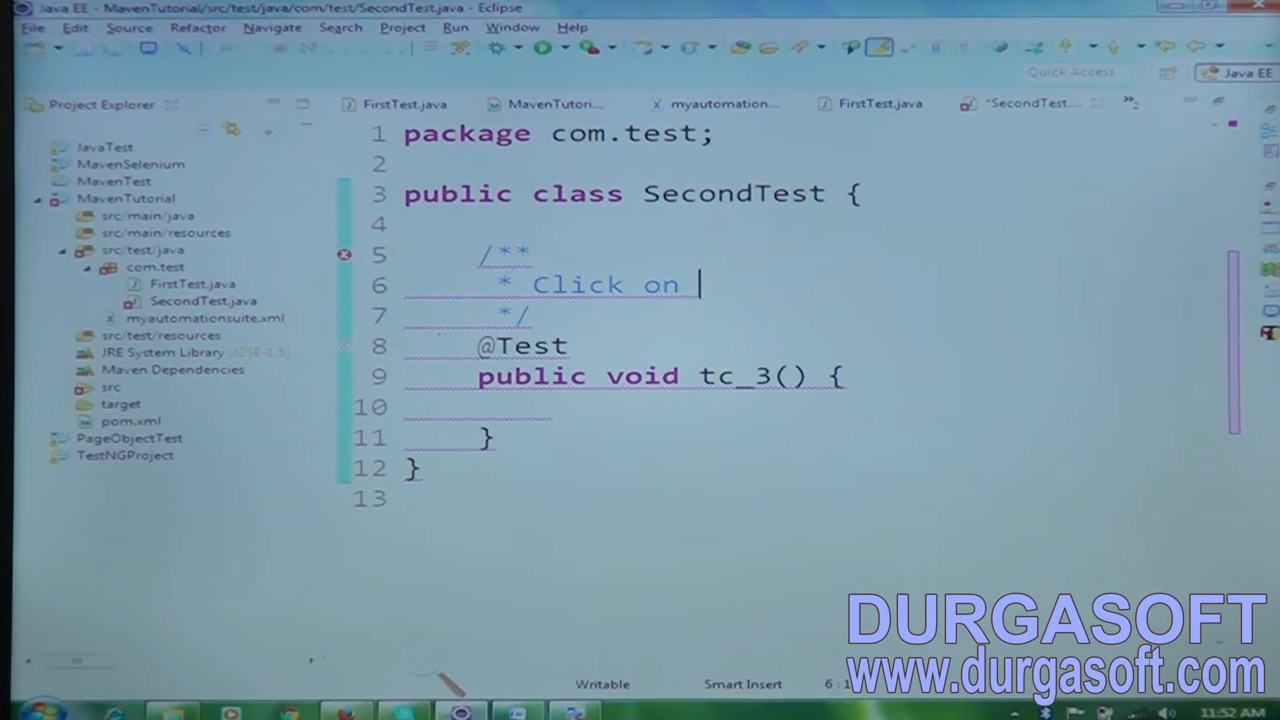 Java EE - MavenTutorial/src/test/java/com/test/SecondTest.java - Eclipse
File Edit Source Refactor Navigate Search Project Run Window Help
Quick Access
Java EE
Project Explorer
FirstTest.java
MavenTutori...
myautomation...
FirstTest.java
"SecondTest....
JavaTest
MavenSelenium
MavenTest
MavenTutorial
src/main/java
src/main/resources
src/test/java
com.test
FirstTest.java
SecondTest.java
myautomationsuite.xml
src/test/resources
JRE System Library [J2SE-1.5]
Maven Dependencies
src
target
pom.xml
PageObjectTest
TestNGProject
1 package com.test;
2
3 public class SecondTest {
4
5 /**
6 * Click on
7 */
8 @Test
9 public void tc_3() {
10
11 }
12 }
13
DURGASOFT
www.durgasoft.com
Writable
Smart Insert
11:52 AM